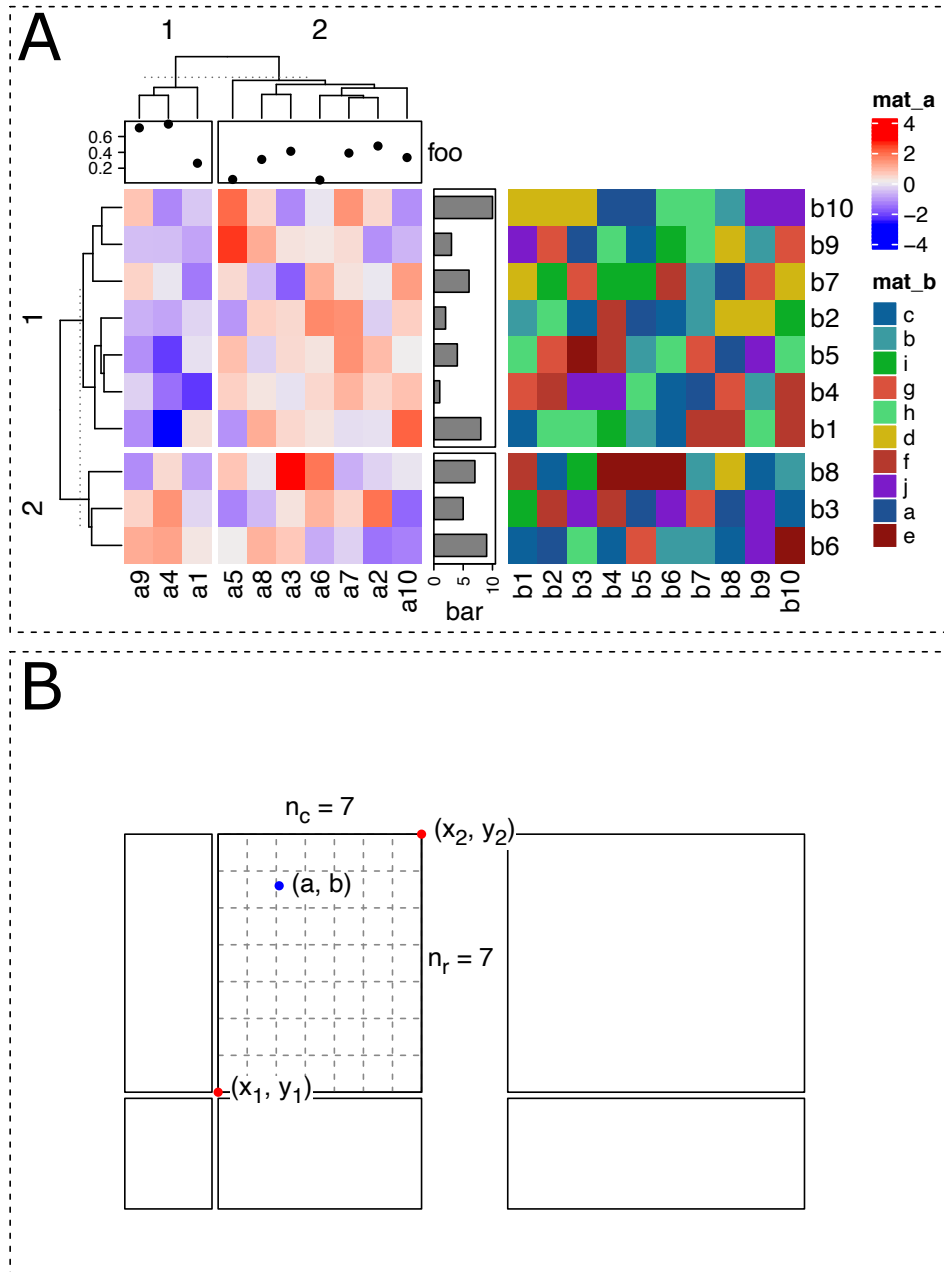 A
1 2
0.6
0.4
0.2
foo
1
2
b10
b9
b7
b2
b5
b4
b1
b8
b3
b6
a9 a4 a1 a5 a8 a3 a6 a7 a2 a10
0 5 10
bar
b1 b2 b3 b4 b5 b6 b7 b8 b9 b10
mat_a
4
2
0
−2
−4
mat_b
c
b
i
g
h
d
f
j
a
e
B
n_c = 7
(x_2, y_2)
(a, b)
n_r = 7
(x_1, y_1)